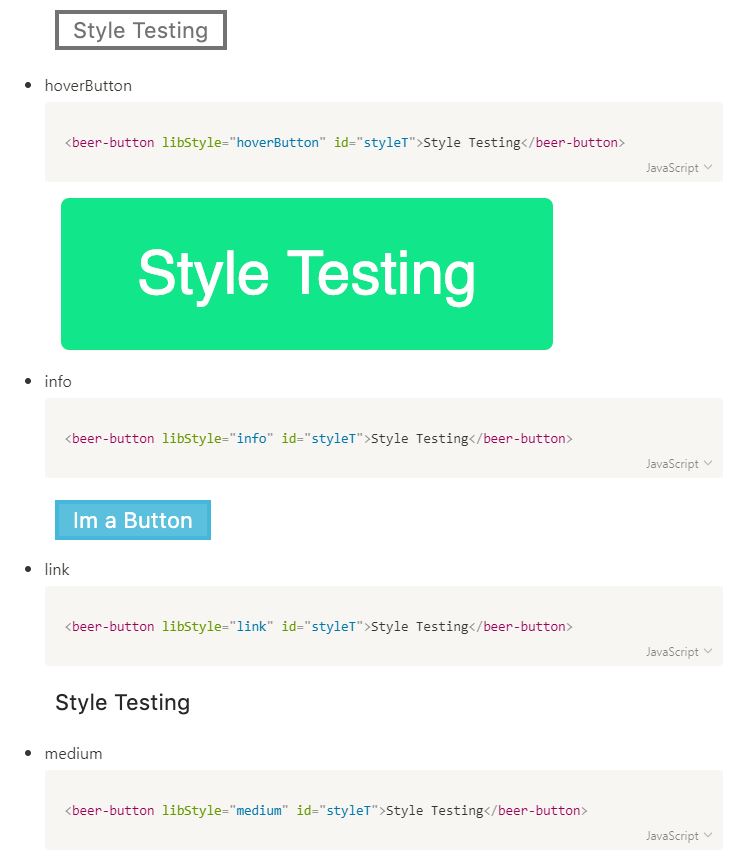 Style Testing
hoverButton
<beer-button libStyle="hoverButton" id="styleT">Style Testing</beer-button>
JavaScript
Style Testing
info
<beer-button libStyle="info" id="styleT">Style Testing</beer-button>
JavaScript
Im a Button
link
<beer-button libStyle="link" id="styleT">Style Testing</beer-button>
JavaScript
Style Testing
medium
<beer-button libStyle="medium" id="styleT">Style Testing</beer-button>
JavaScript